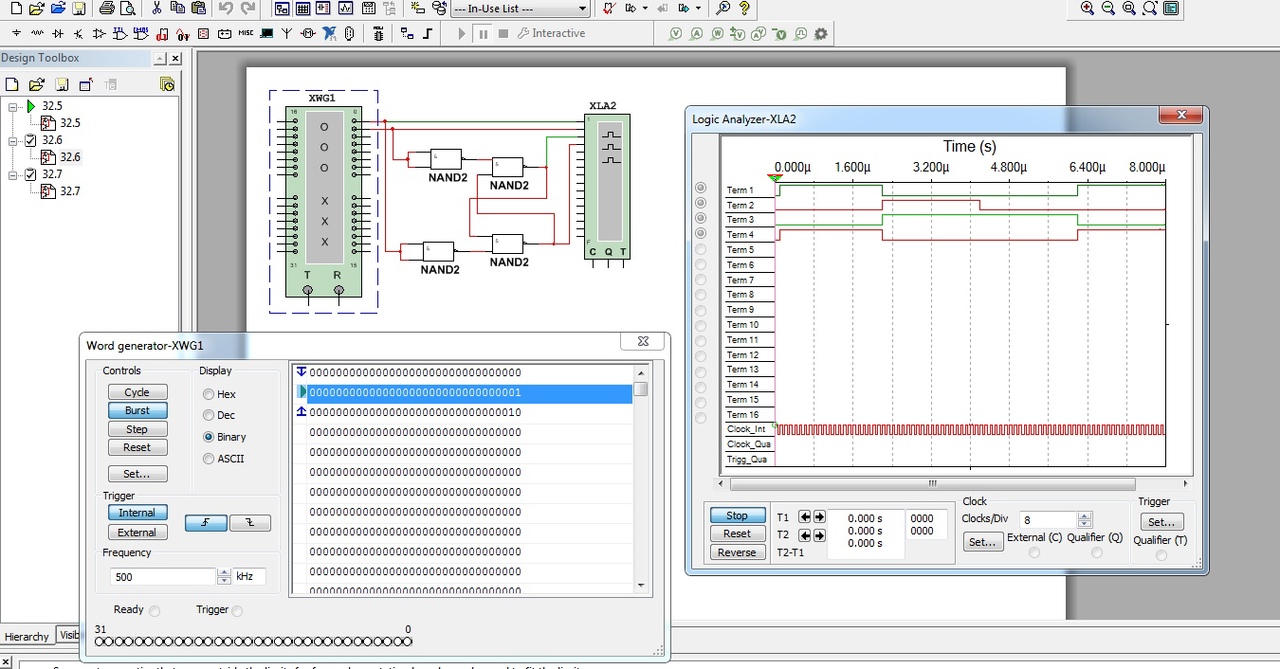 --- In-Use List ---
MISC
Interactive
Design Toolbox
32.5
32.5
32.6
32.6
32.7
32.7
XWG1
O
O
O
O
X
X
X
T R
NAND2
NAND2
NAND2
NAND2
XLA2
C Q T
Logic Analyzer-XLA2
Time (s)
0.000µ 1.600µ 3.200µ 4.800µ 6.400µ 8.000µ
Term 1
Term 2
Term 3
Term 4
Term 5
Term 6
Term 7
Term 8
Term 9
Term 10
Term 11
Term 12
Term 13
Term 14
Term 15
Term 16
Clock_Int
Clock_Qua
Trigg_Qua
Stop
Reset
Reverse
T1
T2
T2-T1
0.000 s 0000
0.000 s 0000
0.000 s
Clock
Clocks/Div 8
Set...
External (C) Qualifier (Q)
Trigger
Set...
Qualifier (T)
Word generator-XWG1
Controls
Cycle
Burst
Step
Reset
Set...
Display
Hex
Dec
Binary
ASCII
Trigger
Internal
External
Frequency
500 kHz
Ready Trigger
31 0
00000000000000000000000000000000
00000000000000000000000000000001
00000000000000000000000000000010
00000000000000000000000000000000
00000000000000000000000000000000
00000000000000000000000000000000
00000000000000000000000000000000
00000000000000000000000000000000
00000000000000000000000000000000
00000000000000000000000000000000
00000000000000000000000000000000
Hierarchy Visib